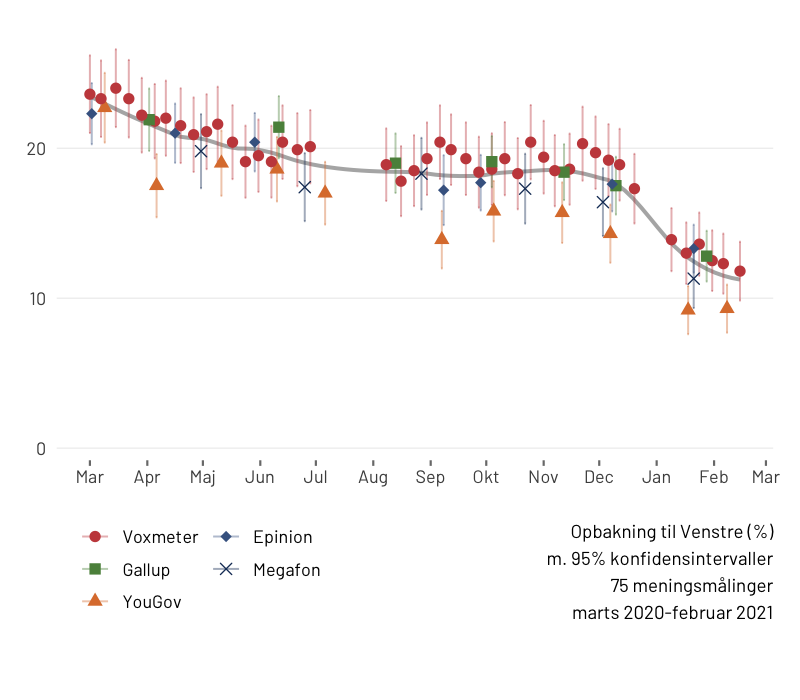 20
10
0
Mar Apr Maj Jun Jul Aug Sep Okt Nov Dec Jan Feb Mar
Voxmeter Epinion
Gallup Megafon
YouGov
Opbakning til Venstre (%)
m. 95% konfidensintervaller
75 meningsmålinger
marts 2020-februar 2021